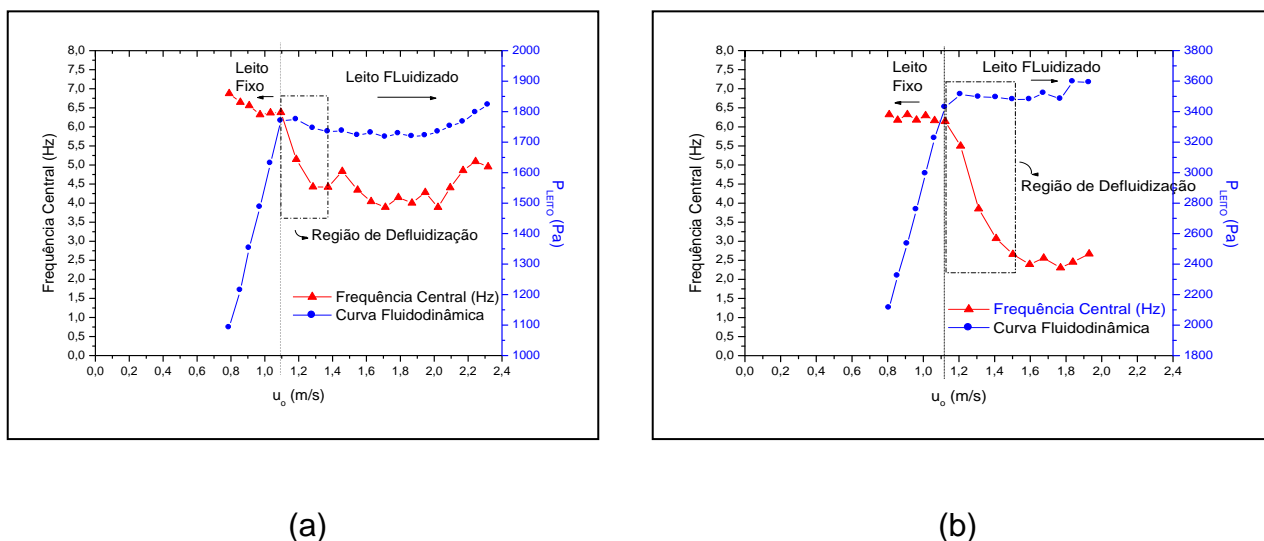 Leito
Fixo
Leito FLuidizado
Região de Defluidização
Frequência Central (Hz)
Curva Fluidodinâmica
8,0
7,5
7,0
6,5
6,0
5,5
5,0
4,5
4,0
3,5
3,0
2,5
2,0
1,5
1,0
0,5
0,0
Frequência Central (Hz)
2000
1900
1800
1700
1600
1500
1400
1300
1200
1100
1000
P_LEITO (Pa)
0,0 0,2 0,4 0,6 0,8 1,0 1,2 1,4 1,6 1,8 2,0 2,2 2,4
u_o (m/s)
(a)
Leito
Fixo
Leito FLuidizado
Região de Defluidização
Frequência Central (Hz)
Curva Fluidodinâmica
8,0
7,5
7,0
6,5
6,0
5,5
5,0
4,5
4,0
3,5
3,0
2,5
2,0
1,5
1,0
0,5
0,0
Frequência Central (Hz)
3800
3600
3400
3200
3000
2800
2600
2400
2200
2000
1800
P_LEITO (Pa)
0,0 0,2 0,4 0,6 0,8 1,0 1,2 1,4 1,6 1,8 2,0 2,2 2,4
u_o (m/s)
(b)